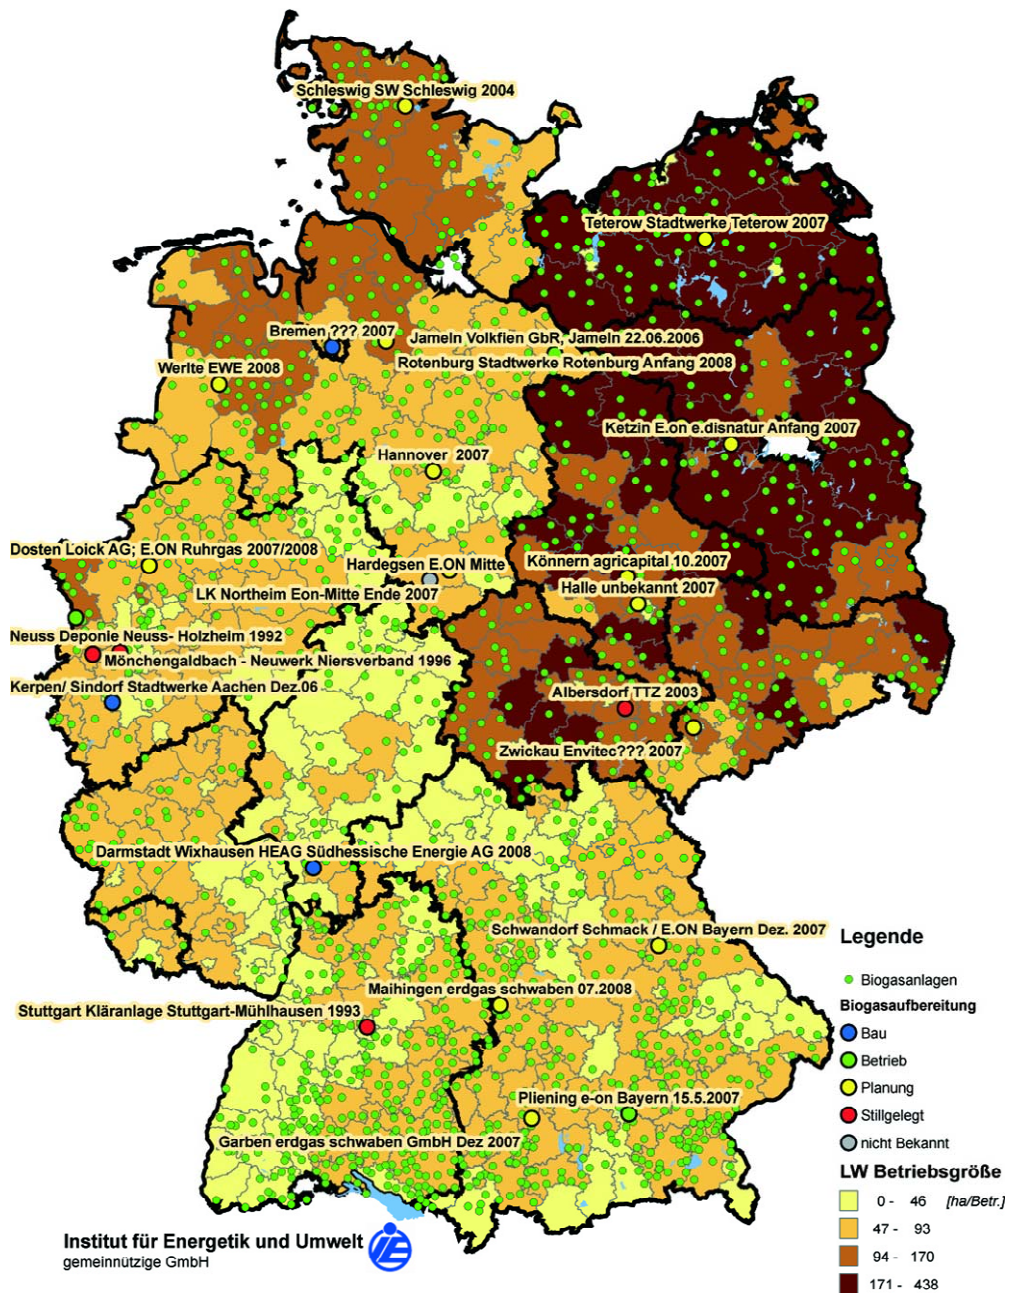 Schleswig SW Schleswig 2004
Teterow Stadtwerke Teterow 2007
Bremen ??? 2007
Jameln Volkfien GbR, Jameln 22.06.2006
Rotenburg Stadtwerke Rotenburg Anfang 2008
Werlte EWE 2008
Ketzin E.on e.disnatur Anfang 2007
Hannover 2007
Dosten Loick AG; E.ON Ruhrgas 2007/2008
Hardegsen E.ON Mitte
Könnern agricapital 10.2007
LK Northeim Eon-Mitte Ende 2007
Halle unbekannt 2007
Neuss Deponie Neuss- Holzheim 1992
Mönchengaldbach - Neuwerk Niersverband 1996
Kerpen/ Sindorf Stadtwerke Aachen Dez.06
Albersdorf TTZ 2003
Zwickau Envitec??? 2007
Darmstadt Wixhausen HEAG Südhessische Energie AG 2008
Schwandorf Schmack / E.ON Bayern Dez. 2007
Maihingen erdgas schwaben 07.2008
Stuttgart Kläranlage Stuttgart-Mühlhausen 1993
Pliening e-on Bayern 15.5.2007
Garben erdgas schwaben GmbH Dez 2007
Legende
Biogasanlagen
Biogasaufbereitung
Bau
Betrieb
Planung
Stillgelegt
nicht Bekannt
LW Betriebsgröße
0 - 46 [ha/Betr.]
47 - 93
94 - 170
171 - 438
Institut für Energetik und Umwelt
gemeinnützige GmbH